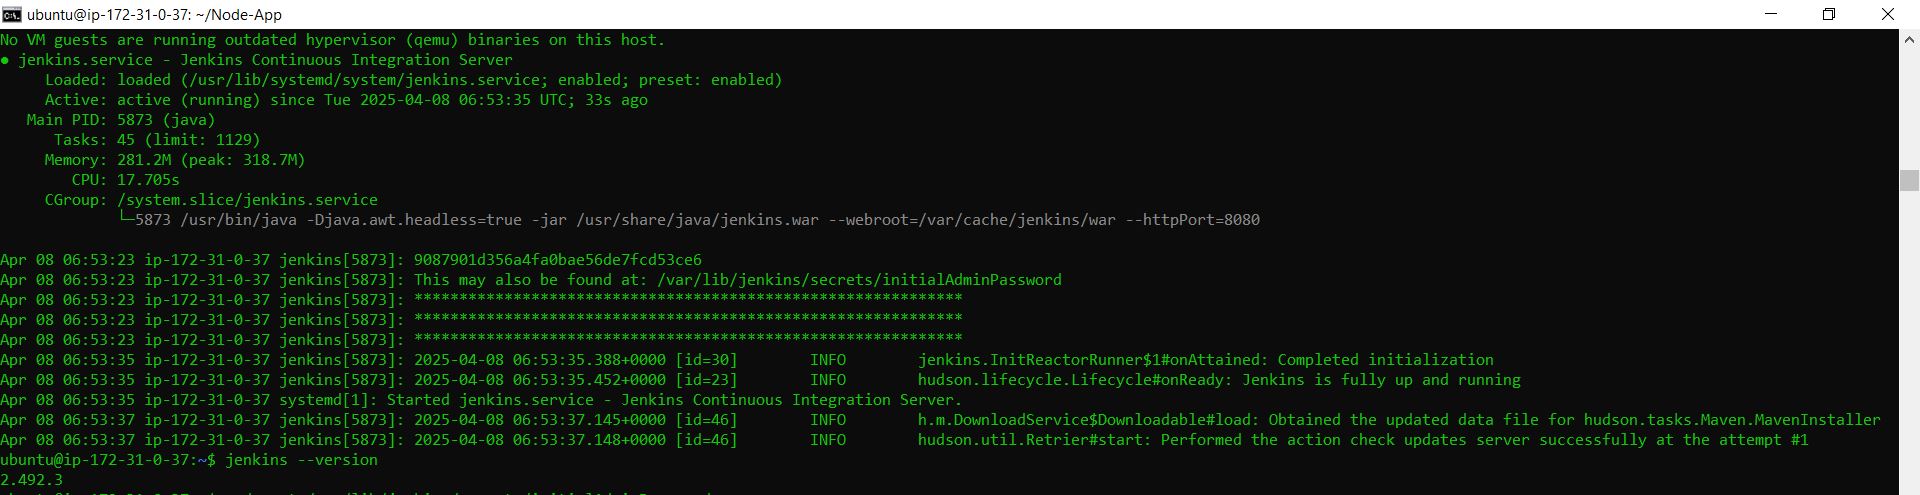 ubuntu@ip-172-31-0-37: ~/Node-App
No VM guests are running outdated hypervisor (qemu) binaries on this host.
● jenkins.service - Jenkins Continuous Integration Server
     Loaded: loaded (/usr/lib/systemd/system/jenkins.service; enabled; preset: enabled)
     Active: active (running) since Tue 2025-04-08 06:53:35 UTC; 33s ago
   Main PID: 5873 (java)
      Tasks: 45 (limit: 1129)
     Memory: 281.2M (peak: 318.7M)
        CPU: 17.705s
     CGroup: /system.slice/jenkins.service
             └─5873 /usr/bin/java -Djava.awt.headless=true -jar /usr/share/java/jenkins.war --webroot=/var/cache/jenkins/war --httpPort=8080
Apr 08 06:53:23 ip-172-31-0-37 jenkins[5873]: 9087901d356a4fa0bae56de7fcd53ce6
Apr 08 06:53:23 ip-172-31-0-37 jenkins[5873]: This may also be found at: /var/lib/jenkins/secrets/initialAdminPassword
Apr 08 06:53:23 ip-172-31-0-37 jenkins[5873]: *************************************************************
Apr 08 06:53:23 ip-172-31-0-37 jenkins[5873]: *************************************************************
Apr 08 06:53:23 ip-172-31-0-37 jenkins[5873]: *************************************************************
Apr 08 06:53:35 ip-172-31-0-37 jenkins[5873]: 2025-04-08 06:53:35.388+0000 [id=30]        INFO        jenkins.InitReactorRunner$1#onAttained: Completed initialization
Apr 08 06:53:35 ip-172-31-0-37 jenkins[5873]: 2025-04-08 06:53:35.452+0000 [id=23]        INFO        hudson.lifecycle.Lifecycle#onReady: Jenkins is fully up and running
Apr 08 06:53:35 ip-172-31-0-37 systemd[1]: Started jenkins.service - Jenkins Continuous Integration Server.
Apr 08 06:53:37 ip-172-31-0-37 jenkins[5873]: 2025-04-08 06:53:37.145+0000 [id=46]        INFO        h.m.DownloadService$Downloadable#load: Obtained the updated data file for hudson.tasks.Maven.MavenInstaller
Apr 08 06:53:37 ip-172-31-0-37 jenkins[5873]: 2025-04-08 06:53:37.148+0000 [id=46]        INFO        hudson.util.Retrier#start: Performed the action check updates server successfully at the attempt #1
ubuntu@ip-172-31-0-37:~$ jenkins --version
2.492.3